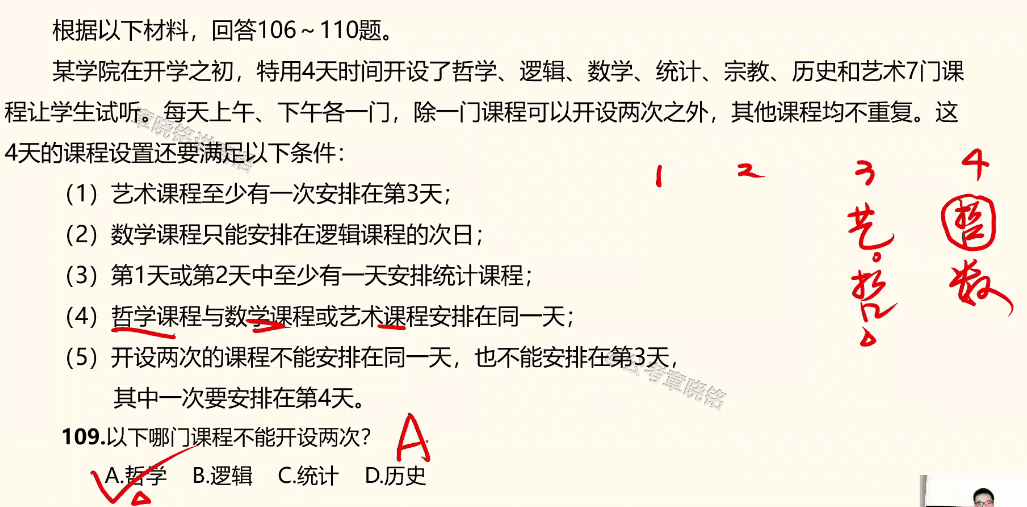 根据以下材料，回答106～110题。
某学院在开学之初，特用4天时间开设了哲学、逻辑、数学、统计、宗教、历史和艺术7门课
程让学生试听。每天上午、下午各一门，除一门课程可以开设两次之外，其他课程均不重复。这
4天的课程设置还要满足以下条件：
（1）艺术课程至少有一次安排在第3天；
（2）数学课程只能安排在逻辑课程的次日；
（3）第1天或第2天中至少有一天安排统计课程；
（4）哲学课程与数学课程或艺术课程安排在同一天；
（5）开设两次的课程不能安排在同一天，也不能安排在第3天，
其中一次要安排在第4天。
1 2 3 4
艺。 哲
哲 数
109.以下哪门课程不能开设两次？ A
A.哲学 B.逻辑 C.统计 D.历史